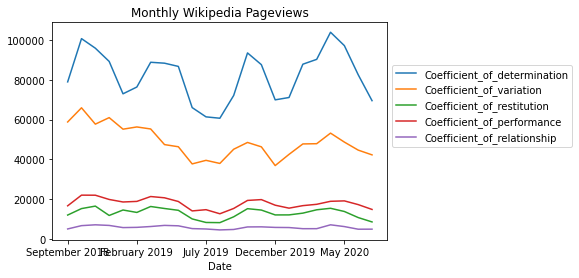 Monthly Wikipedia Pageviews
100000
80000
60000
40000
20000
0
September 2018 February 2019 July 2019 December 2019 May 2020
Date
Coefficient_of_determination
Coefficient_of_variation
Coefficient_of_restitution
Coefficient_of_performance
Coefficient_of_relationship